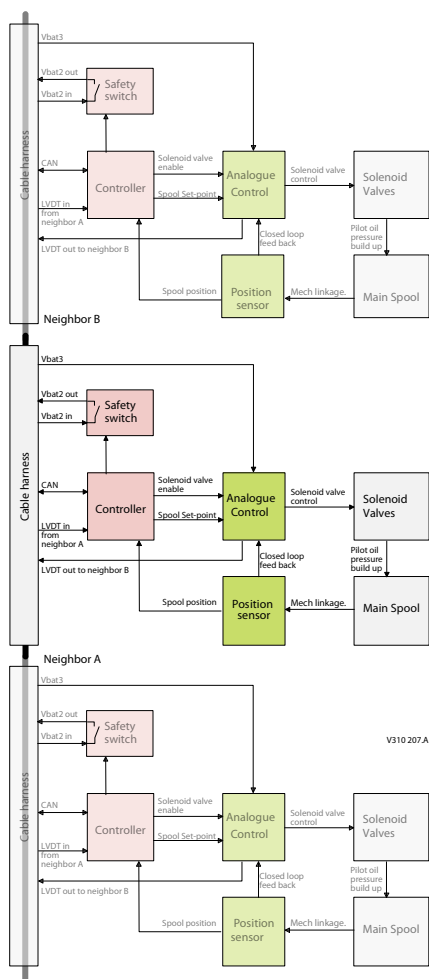 Vbat3
Vbat2 out
Safety
switch
Vbat2 in
Cable harness
CAN
Controller
Solenoid valve
enable
Spool Set-point
Analogue
Control
Solenoid valve
control
Solenoid
Valves
LVDT in
from
neighbor A
LVDT out to neighbor B
Closed loop
feed back
Pilot oil
pressure
build up
Spool position
Position
sensor
Mech linkage.
Main Spool
Neighbor B
Vbat3
Vbat2 out
Safety
switch
Vbat2 in
Cable harness
CAN
Controller
Solenoid valve
enable
Spool Set-point
Analogue
Control
Solenoid valve
control
Solenoid
Valves
LVDT in
from
neighbor A
LVDT out to neighbor B
Closed loop
feed back
Pilot oil
pressure
build up
Spool position
Position
sensor
Mech linkage.
Main Spool
Neighbor A
Vbat3
Vbat2 out
Safety
switch
Vbat2 in
V310 207.A
Cable harness
CAN
Controller
Solenoid valve
enable
Spool Set-point
Analogue
Control
Solenoid valve
control
Solenoid
Valves
LVDT in
from
neighbor A
LVDT out to neighbor B
Closed loop
feed back
Pilot oil
pressure
build up
Spool position
Position
sensor
Mech linkage.
Main Spool